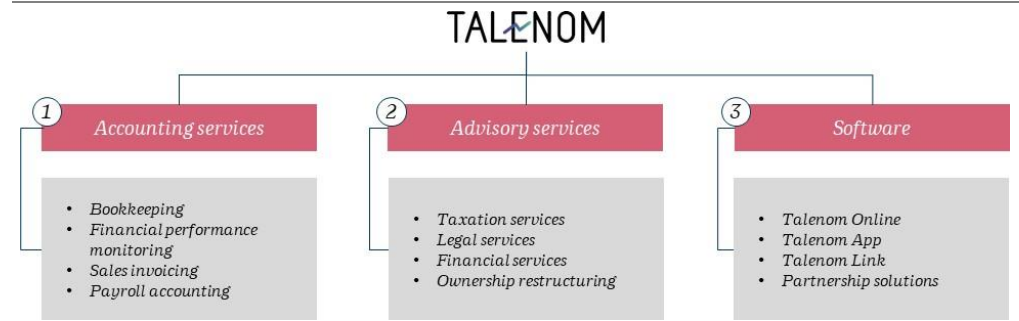 TALENOM
1
Accounting services
• Bookkeeping
• Financial performance
monitoring
• Sales invoicing
• Payroll accounting
2
Advisory services
• Taxation services
• Legal services
• Financial services
• Ownership restructuring
3
Software
• Talenom Online
• Talenom App
• Talenom Link
• Partnership solutions